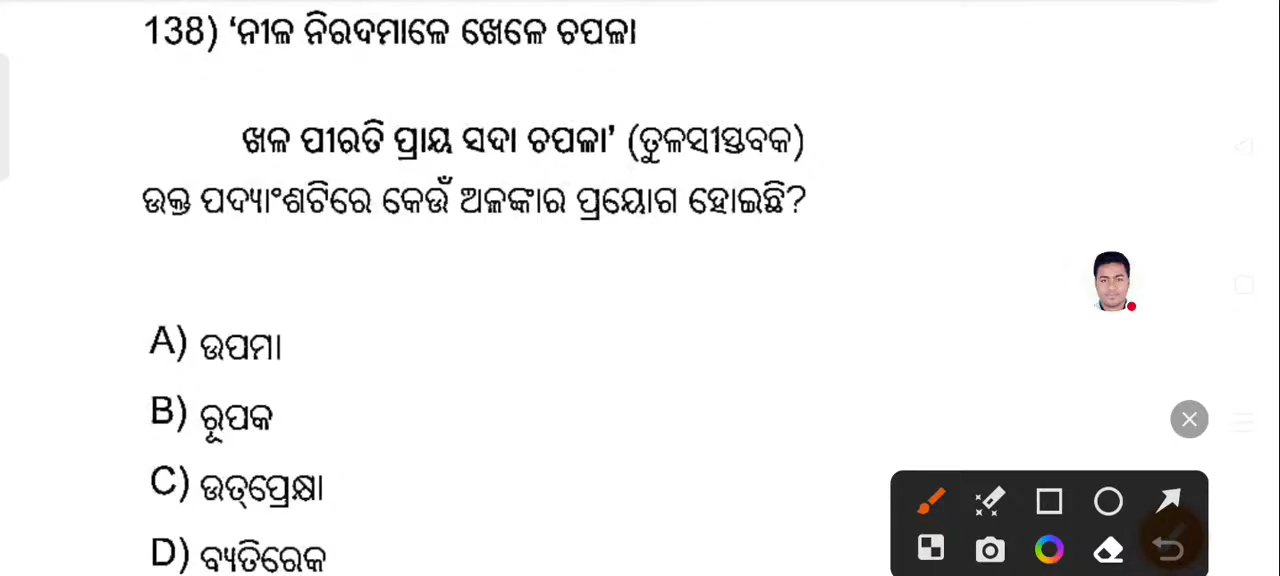 138) ‘ନୀଳ ନିରଦମାଳେ ଖେଳେ ଚପଳା
ଖଳ ପୀରତି ପ୍ରାୟ ସଦା ଚପଳା’ (ତୁଳସୀସ୍ତବକ)
ଉକ୍ତ ପଦ୍ୟାଂଶଟିରେ କେଉଁ ଅଳଙ୍କାର ପ୍ରୟୋଗ ହୋଇଛି?
A) ଉପମା
B) ରୂପକ
C) ଉତ୍‌ପ୍ରେକ୍ଷା
D) ବ୍ୟତିରେକ